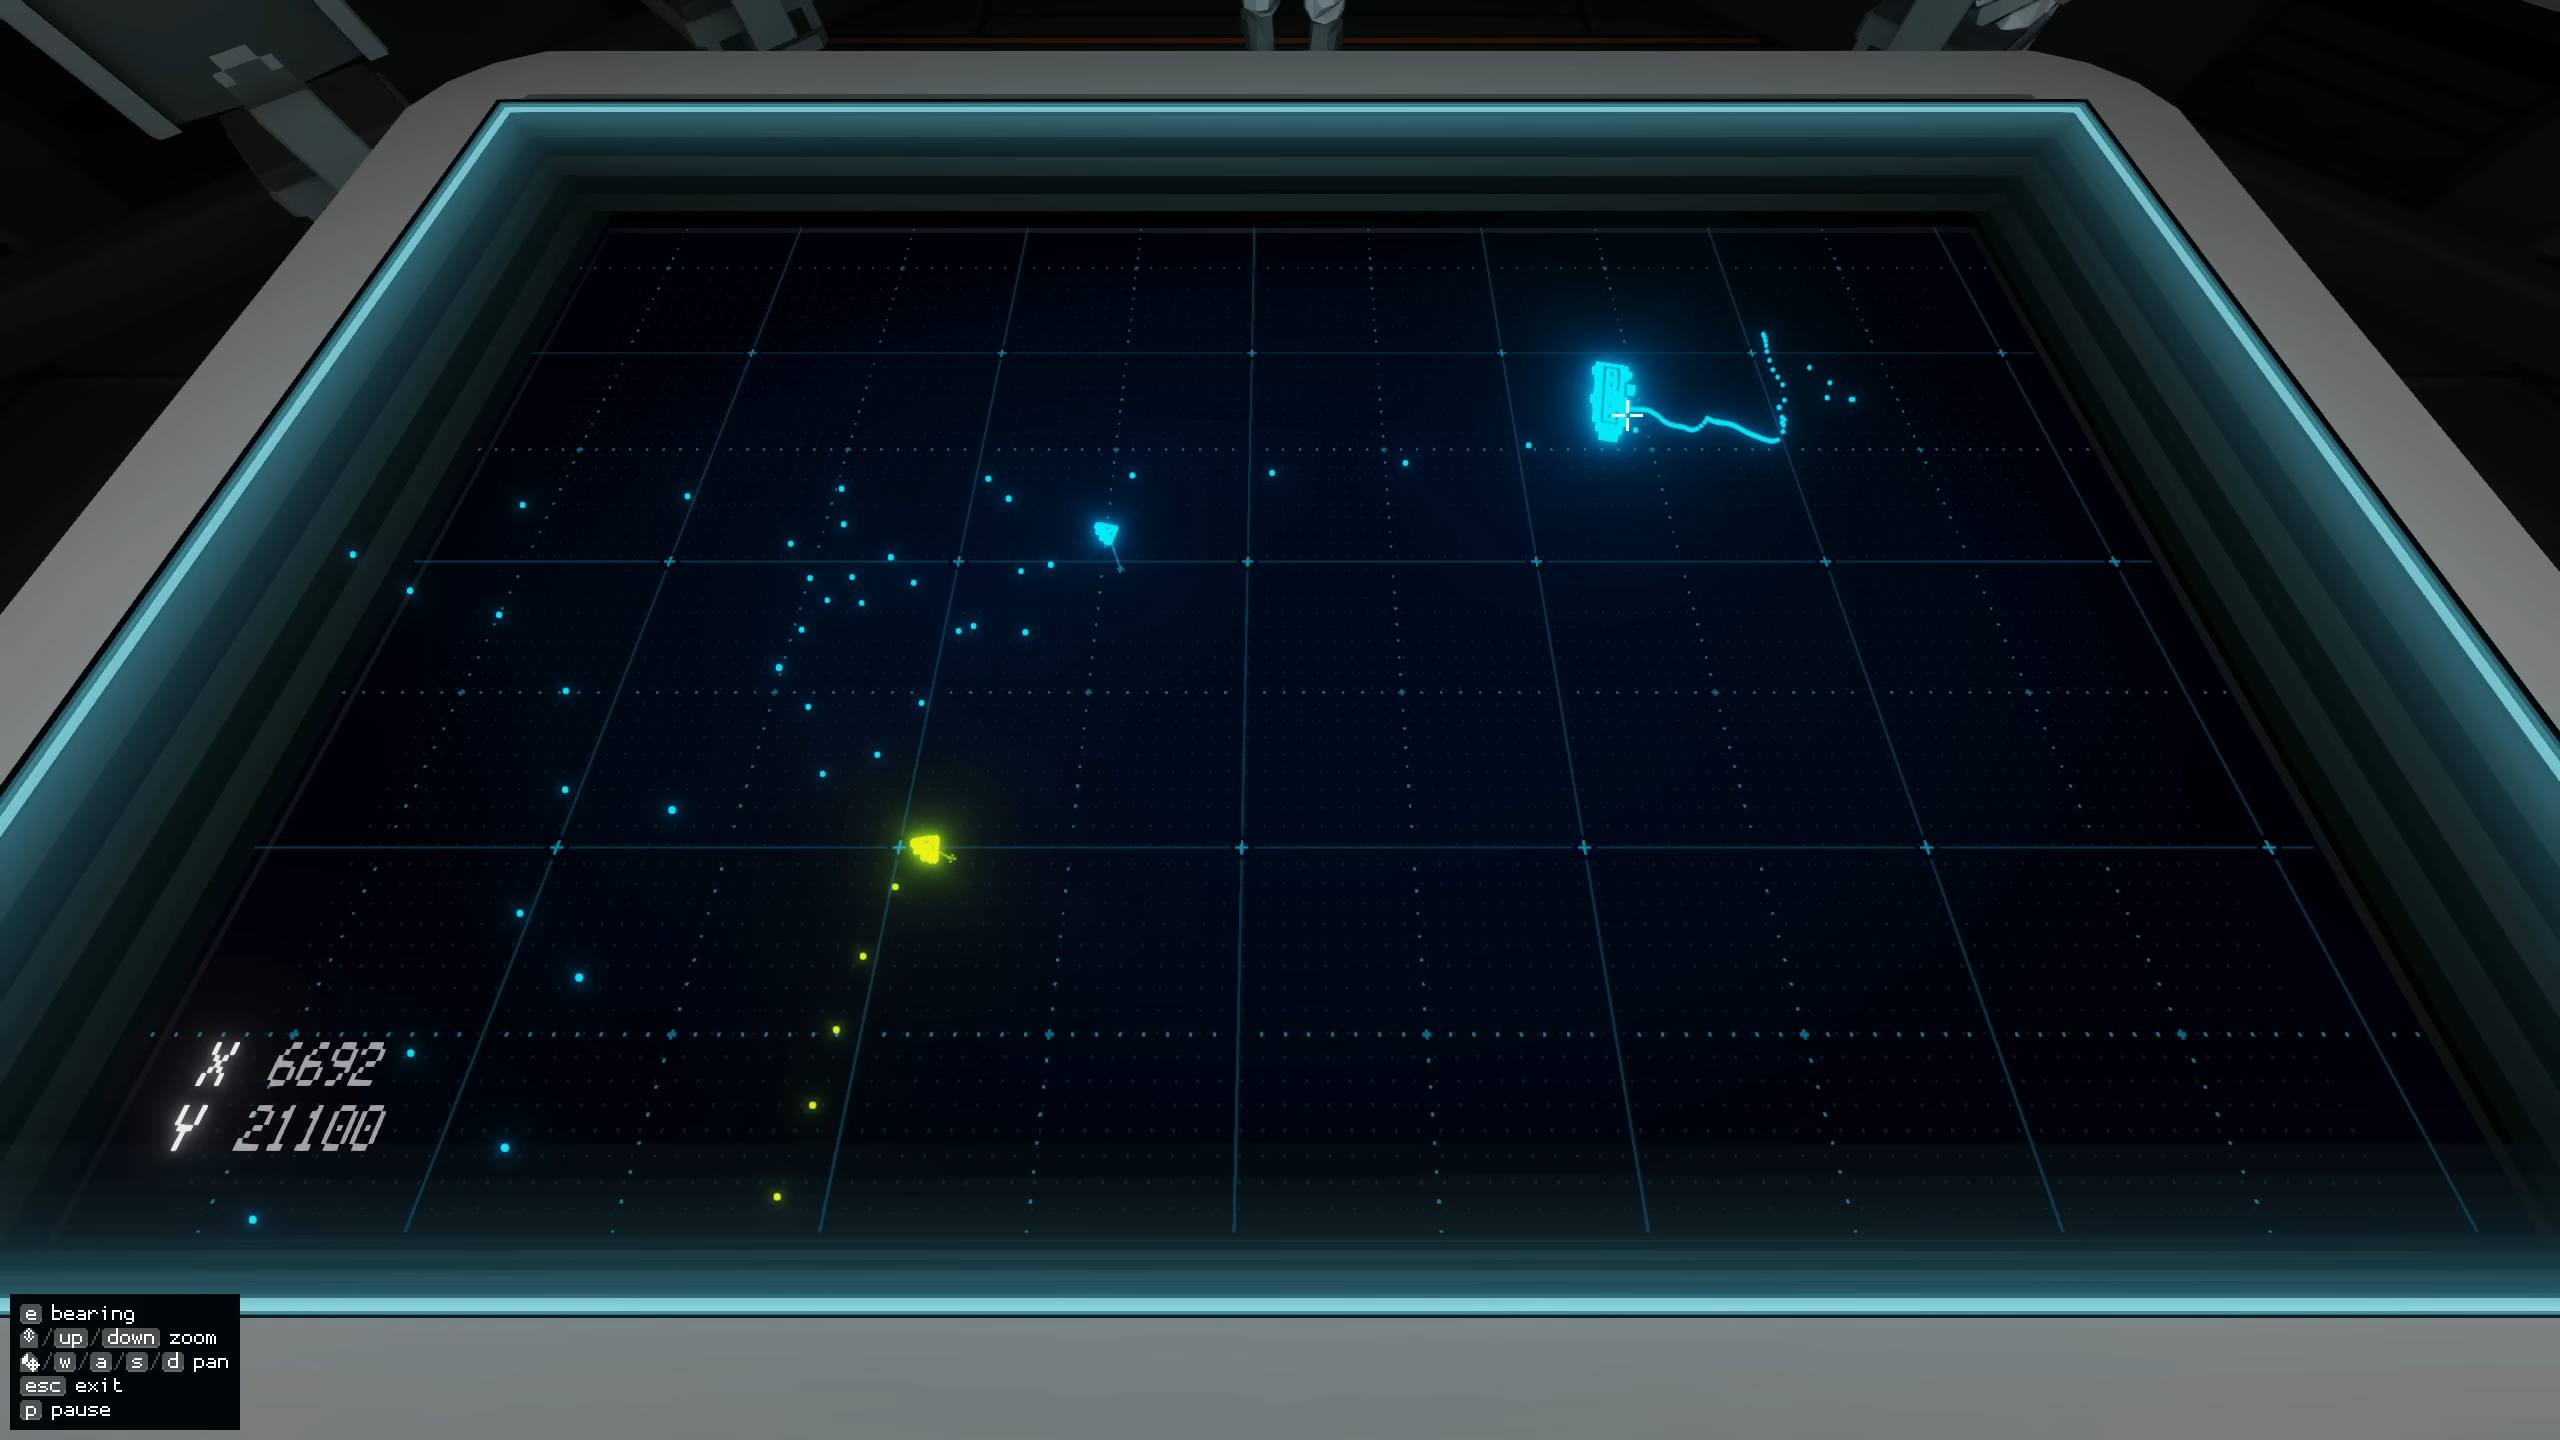 X 6692
Y 21100
e bearing
/ up / down zoom
/ w / a / s / d pan
esc exit
p pause